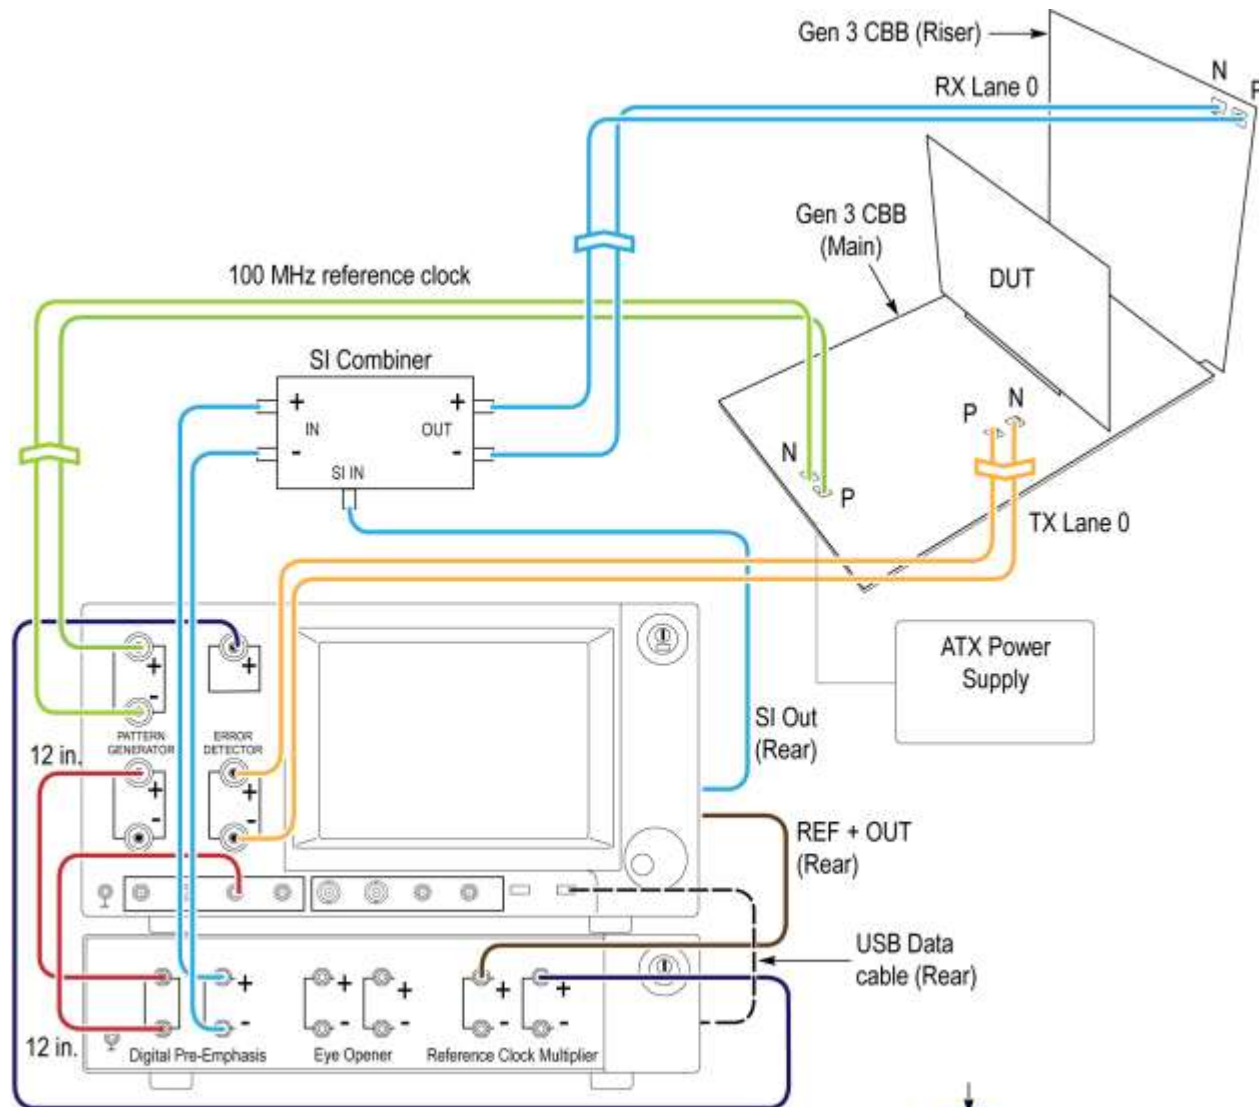 Gen 3 CBB (Riser)
N
P
RX Lane 0
Gen 3 CBB
(Main)
DUT
100 MHz reference clock
SI Combiner
+
+
IN
OUT
-
-
SI IN
P
N
N
P
TX Lane 0
ATX Power
Supply
+
+
-
PATTERN
GENERATOR
ERROR
DETECTOR
12 in.
+
+
-
-
SI Out
(Rear)
REF + OUT
(Rear)
USB Data
cable (Rear)
+
+
+
+
+
-
-
-
-
-
12 in.
Digital Pre-Emphasis
Eye Opener
Reference Clock Multiplier